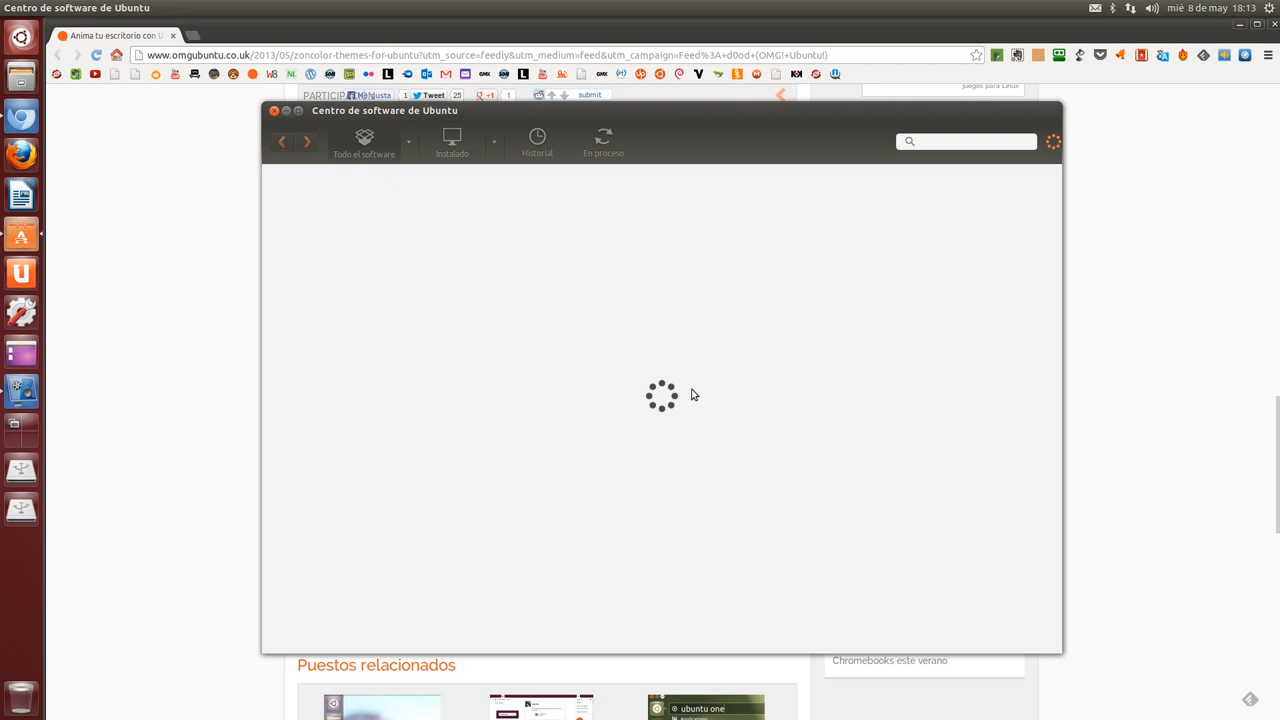 Centro de software de Ubuntu
mié 8 de may 18:13
Anima tu escritorio con U
www.omgubuntu.co.uk/2013/05/zoncolor-themes-for-ubuntu?utm_source=feedly&utm_medium=feed&utm_campaign=Feed%3A+d0od+(OMG!+Ubuntu!)
Me gusta 1 Tweet 25 +1 1 submit
juegos para Linux
Centro de software de Ubuntu
Todo el software Instalado Historial En proceso
Puestos relacionados
Chromebooks este verano
ubuntu one